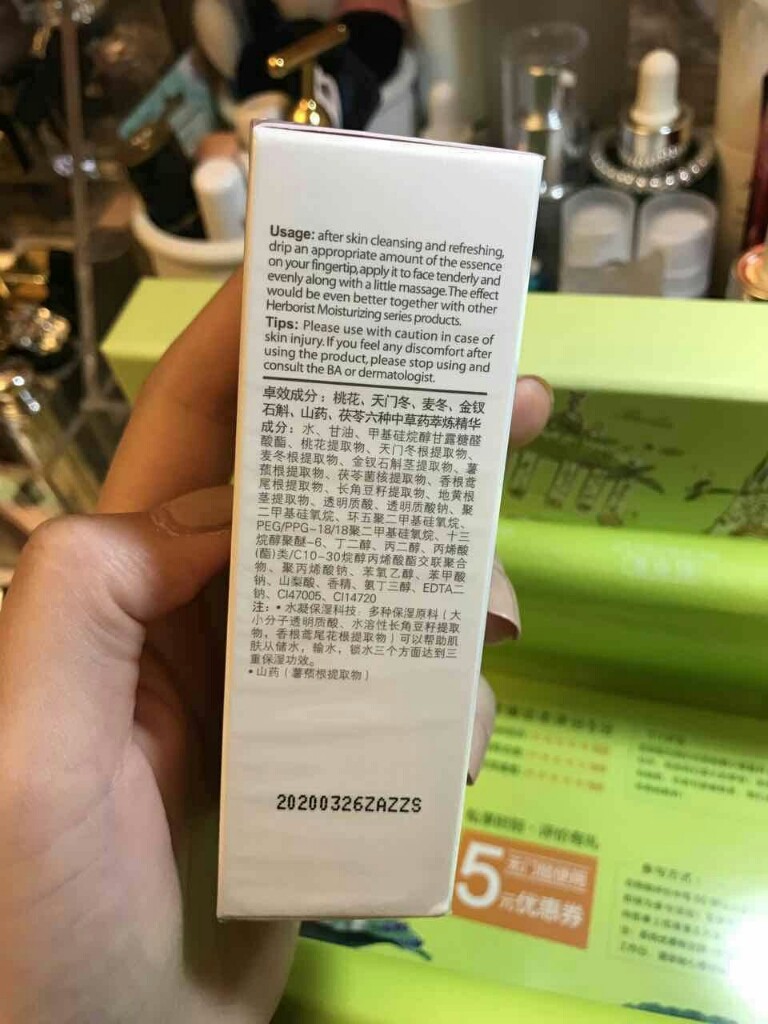 Usage: after skin cleansing and refreshing,
drip an appropriate amount of the essence
on your fingertip, apply it to face tenderly and
evenly along with a little massage. The effect
would be even better together with other
Herborist Moisturizing series products.
Tips: Please use with caution in case of
skin injury. If you feel any discomfort after
using the product, please stop using and
consult the BA or dermatologist.
卓效成分：桃花、天门冬、麦冬、金钗
石斛、山药、茯苓六种中草药萃炼精华
成分：水、甘油、甲基硅烷醇甘露糖醛
酸酯、桃花提取物、天门冬根提取物、
麦冬根提取物、金钗石斛茎提取物、薯
蓣根提取物、茯苓菌核提取物、香根鸢
尾根提取物、长角豆籽提取物、地黄根
茎提取物、透明质酸、透明质酸钠、聚
二甲基硅氧烷、环五聚二甲基硅氧烷、
PEG/PPG-18/18聚二甲基硅氧烷、十三
烷醇聚醚-6、丁二醇、丙二醇、丙烯酸
(酯)类/C10-30烷醇丙烯酸酯交联聚合
物、聚丙烯酸钠、苯氧乙醇、苯甲酸
钠、山梨酸、香精、氨丁三醇、EDTA二
钠、CI47005、CI14720
注：•水凝保湿科技：多种保湿原料（大
小分子透明质酸、水溶性长角豆籽提取
物，香根鸢尾花根提取物）可以帮助肌
肤从储水，输水，锁水三个方面达到三
重保湿功效。
•山药（薯蓣根提取物）
20200326ZAZZS
5
无门槛使用
元优惠券
参与方式：